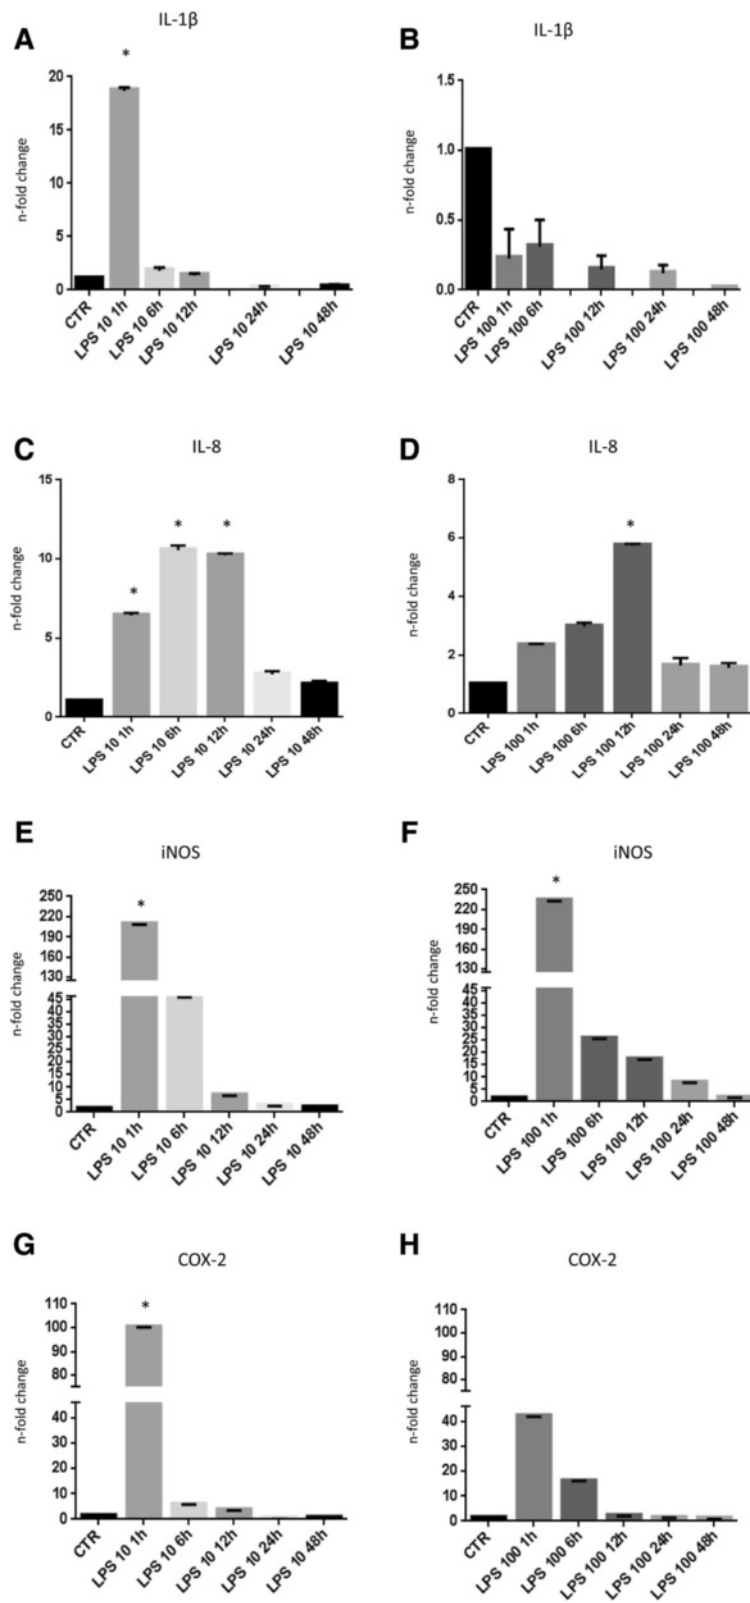 A
IL-1β
*
n-fold change
20
15
10
5
0
CTR
LPS 10 1h
LPS 10 6h
LPS 10 12h
LPS 10 24h
LPS 10 48h
B
IL-1β
n-fold change
1.5
1.0
0.5
0.0
CTR
LPS 100 1h
LPS 100 6h
LPS 100 12h
LPS 100 24h
LPS 100 48h
C
IL-8
* * *
n-fold change
15
10
5
0
CTR
LPS 10 1h
LPS 10 6h
LPS 10 12h
LPS 10 24h
LPS 10 48h
D
IL-8
*
n-fold change
8
6
4
2
0
CTR
LPS 100 1h
LPS 100 6h
LPS 100 12h
LPS 100 24h
LPS 100 48h
E
iNOS
*
n-fold change
250
220
190
160
130
45
40
35
30
25
20
15
10
5
0
CTR
LPS 10 1h
LPS 10 6h
LPS 10 12h
LPS 10 24h
LPS 10 48h
F
iNOS
*
n-fold change
250
220
190
160
130
45
40
35
30
25
20
15
10
5
0
CTR
LPS 100 1h
LPS 100 6h
LPS 100 12h
LPS 100 24h
LPS 100 48h
G
COX-2
*
n-fold change
110
100
90
80
40
30
20
10
0
CTR
LPS 10 1h
LPS 10 6h
LPS 10 12h
LPS 10 24h
LPS 10 48h
H
COX-2
n-fold change
110
100
90
80
40
30
20
10
0
CTR
LPS 100 1h
LPS 100 6h
LPS 100 12h
LPS 100 24h
LPS 100 48h